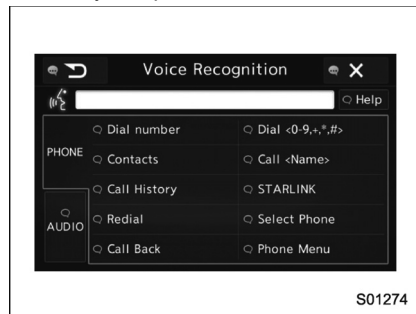 Voice Recognition
Help
PHONE
Dial number
Dial <0-9,+,*,#>
Contacts
Call <Name>
Call History
STARLINK
AUDIO
Redial
Select Phone
Call Back
Phone Menu
S01274